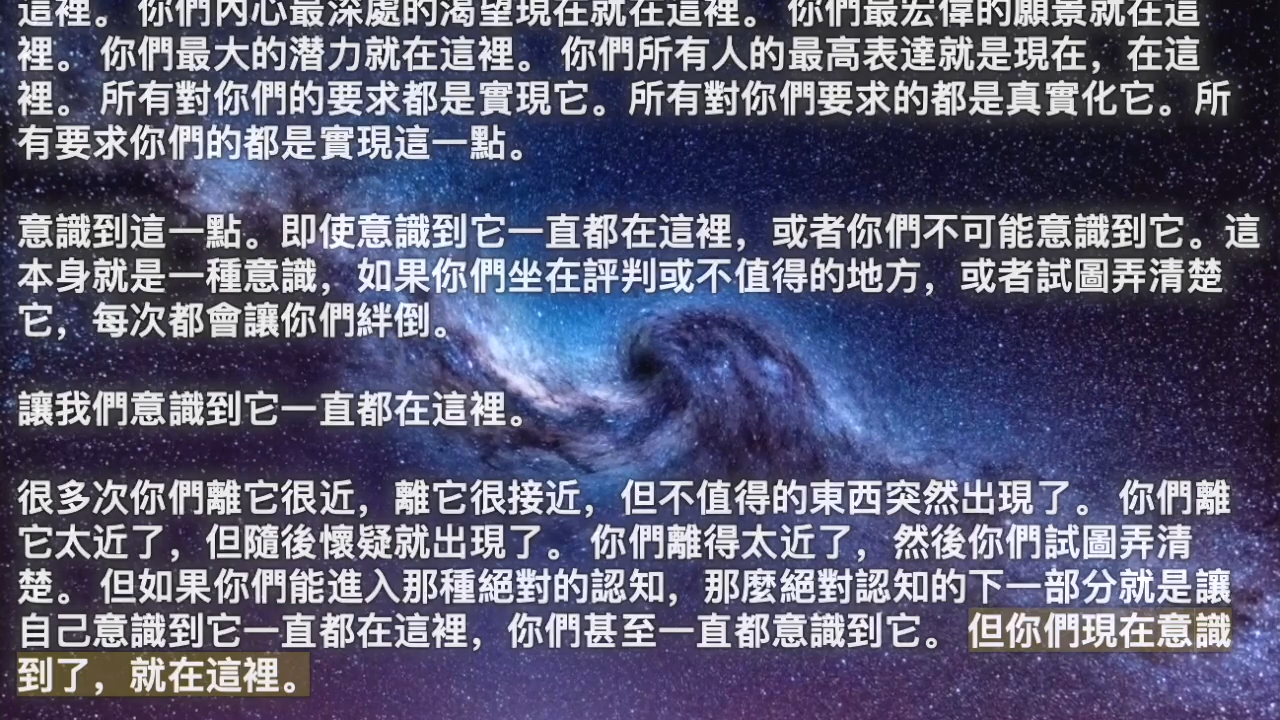 這裡。 你們內心最深處的渴望現在就在這裡。 你們最宏偉的願景就在這
裡。 你們最大的潛力就在這裡。 你們所有人的最高表達就是現在，在這
裡。 所有對你們的要求都是實現它。所有對你們要求的都是真實化它。所
有要求你們的都是實現這一點。
意識到這一點。即使意識到它一直都在這裡，或者你們不可能意識到它。這
本身就是一種意識，如果你們坐在評判或不值得的地方，或者試圖弄清楚
它，每次都會讓你們絆倒。
讓我們意識到它一直都在這裡。
很多次你們離它很近，離它很接近，但不值得的東西突然出現了。 你們離
它太近了，但隨後懷疑就出現了。 你們離得太近了，然後你們試圖弄清
楚。 但如果你們能進入那種絕對的認知，那麼絕對認知的下一部分就是讓
自己意識到它一直都在這裡，你們甚至一直都意識到它。 但你們現在意識
到了，就在這裡。